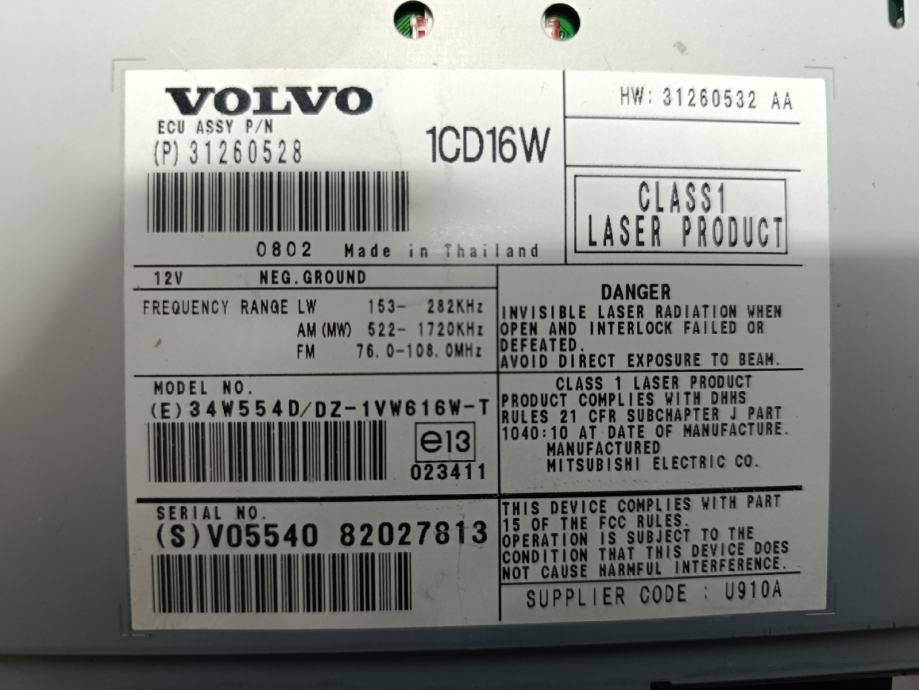 VOLVO
ECU ASSY P/N
(P) 31260528
1CD16W
HW: 31260532 AA
CLASS1
LASER PRODUCT
0802 Made in Thailand
12V NEG.GROUND
FREQUENCY RANGE LW 153- 282KHz
AM (MW) 522- 1720KHz
FM 76.0-108.0MHz
DANGER
INVISIBLE LASER RADIATION WHEN
OPEN AND INTERLOCK FAILED OR
DEFEATED.
AVOID DIRECT EXPOSURE TO BEAM.
MODEL NO.
(E) 34W554D/DZ-1VW616W-T
e13
023411
CLASS 1 LASER PRODUCT
PRODUCT COMPLIES WITH DHHS
RULES 21 CFR SUBCHAPTER J PART
1040:10 AT DATE OF MANUFACTURE.
MANUFACTURED
MITSUBISHI ELECTRIC CO.
SERIAL NO.
(S) V05540 82027813
THIS DEVICE COMPLIES WITH PART
15 OF THE FCC RULES.
OPERATION IS SUBJECT TO THE
CONDITION THAT THIS DEVICE DOES
NOT CAUSE HARMFUL INTERFERENCE.
SUPPLIER CODE : U910A